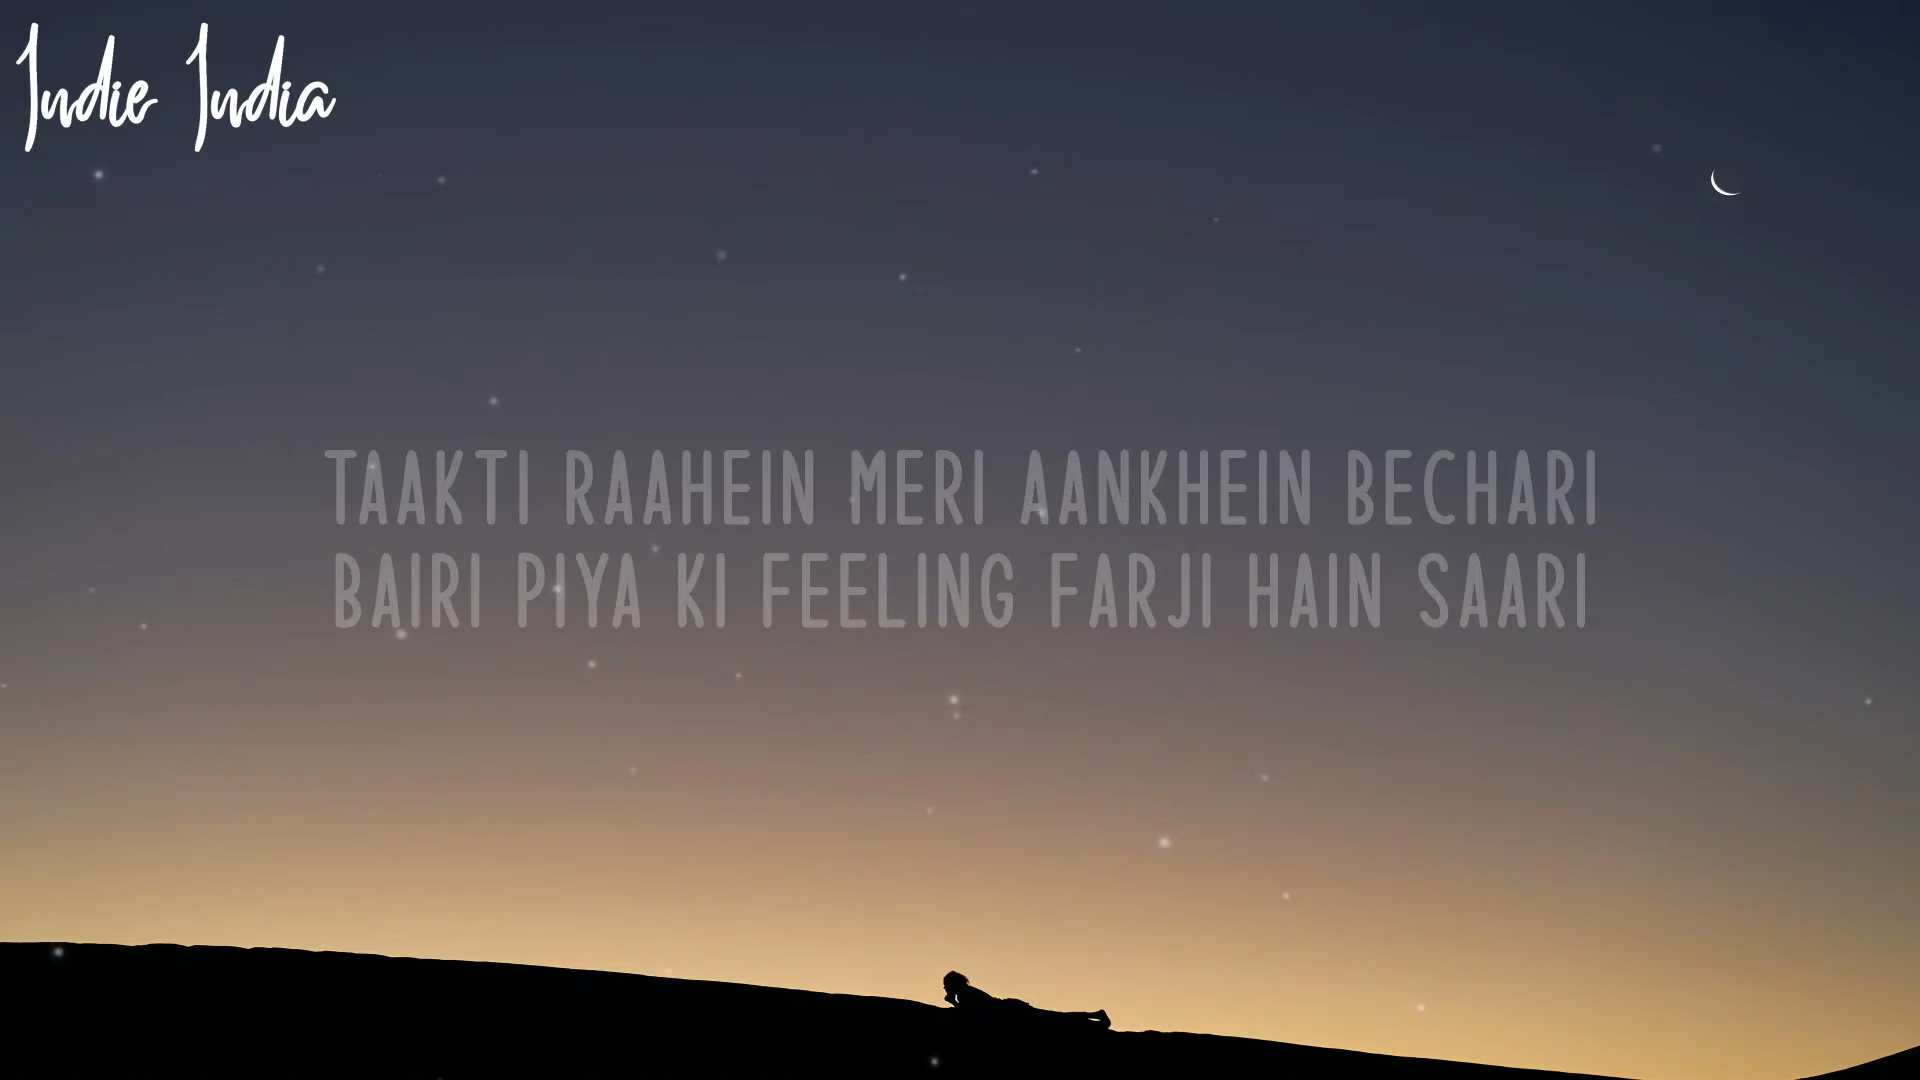 Indie India
TAAKTI RAAHEIN MERI AANKHEIN BECHARI
BAIRI PIYA KI FEELING FARJI HAIN SAARI